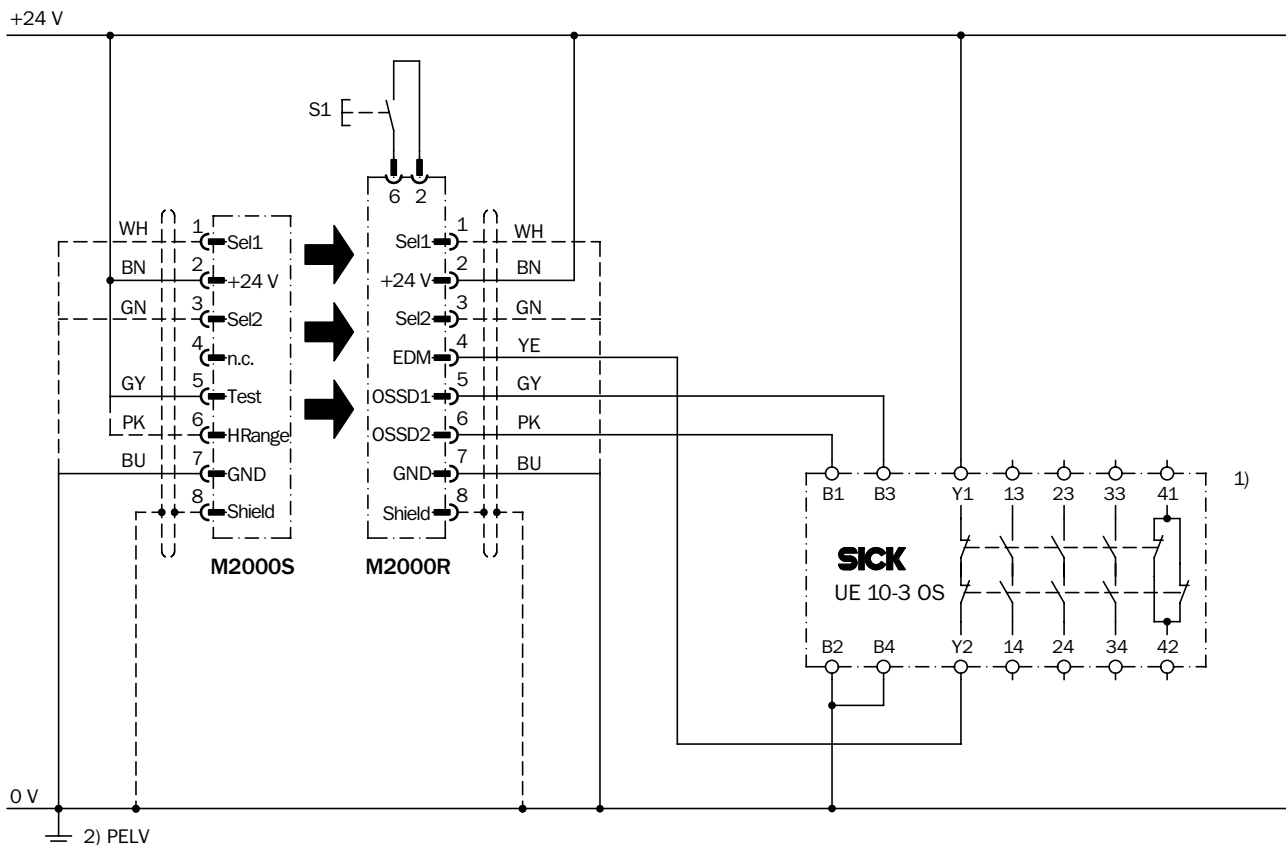 +24 V
S1
6 2
WH 1 Sel1
BN 2 +24 V
GN 3 Sel2
4 n.c.
GY 5 Test
PK 6 HRange
BU 7 GND
8 Shield
M2000S
Sel1 1 WH
+24 V 2 BN
Sel2 3 GN
EDM 4 YE
OSSD1 5 GY
OSSD2 6 PK
GND 7 BU
Shield 8
M2000R
B1 B3 Y1 13 23 33 41
1)
SICK
UE 10-3 OS
B2 B4 Y2 14 24 34 42
0 V
2) PELV